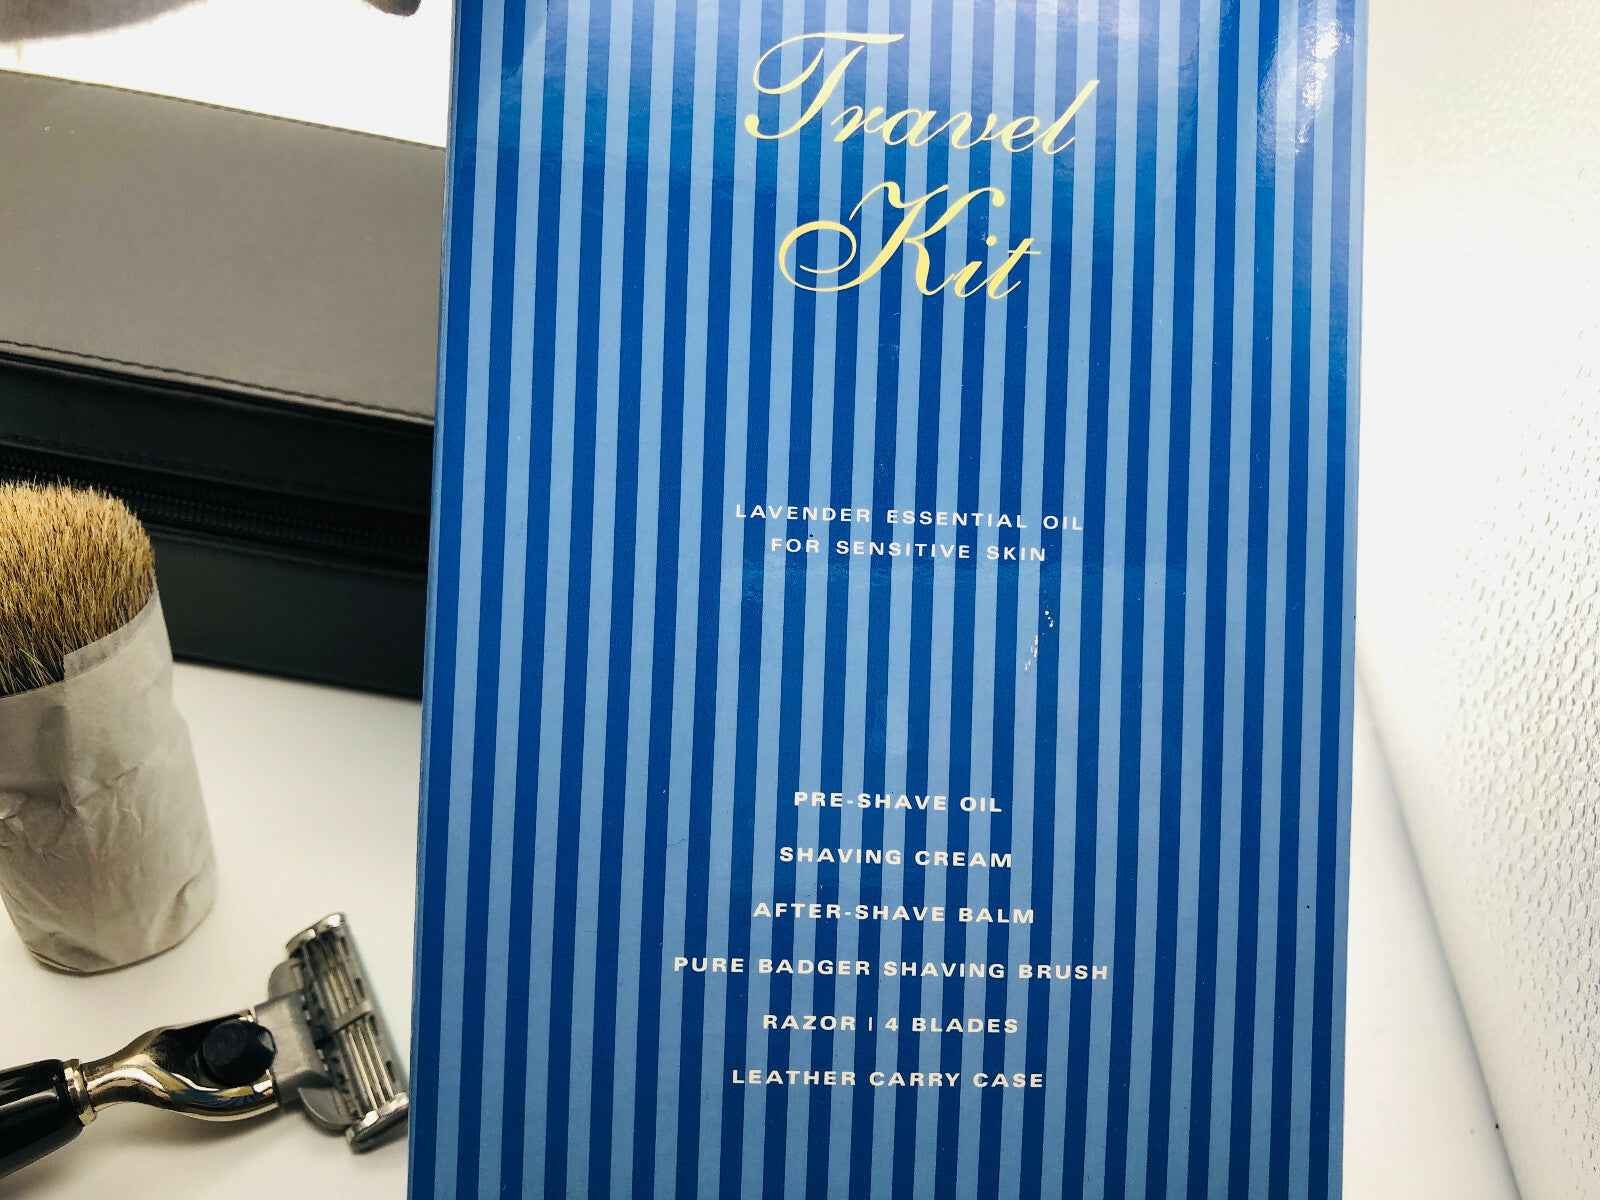 Travel
Kit
LAVENDER ESSENTIAL OIL
FOR SENSITIVE SKIN
PRE-SHAVE OIL
SHAVING CREAM
AFTER-SHAVE BALM
PURE BADGER SHAVING BRUSH
RAZOR | 4 BLADES
LEATHER CARRY CASE